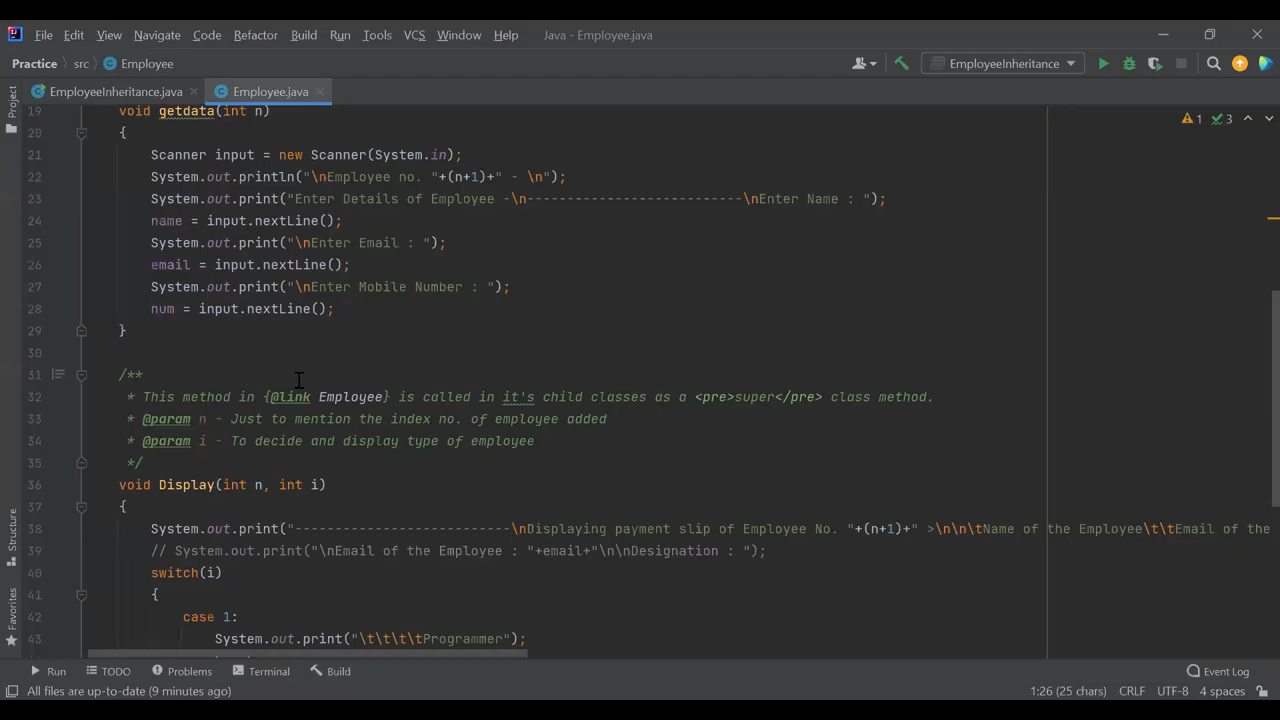 File Edit View Navigate Code Refactor Build Run Tools VCS Window Help Java - Employee.java
Practice src Employee EmployeeInheritance
EmployeeInheritance.java Employee.java
Project
1 3
19 void getdata(int n)
20 {
21 Scanner input = new Scanner(System.in);
22 System.out.println("\nEmployee no. "+(n+1)+" - \n");
23 System.out.print("Enter Details of Employee -\n---------------------------\nEnter Name : ");
24 name = input.nextLine();
25 System.out.print("\nEnter Email : ");
26 email = input.nextLine();
27 System.out.print("\nEnter Mobile Number : ");
28 num = input.nextLine();
29 }
30
31 /**
32 * This method in {@link Employee} is called in it's child classes as a <pre>super</pre> class method.
33 * @param n - Just to mention the index no. of employee added
34 * @param i - To decide and display type of employee
35 */
36 void Display(int n, int i)
37 {
38 System.out.print("---------------------------\nDisplaying payment slip of Employee No. "+(n+1)+" >\n\n\tName of the Employee\t\tEmail of the
39 // System.out.print("\nEmail of the Employee : "+email+"\n\nDesignation : ");
40 switch(i)
41 {
42 case 1:
43 System.out.print("\t\t\t\tProgrammer");
Structure
Favorites
Run TODO Problems Terminal Build Event Log
All files are up-to-date (9 minutes ago) 1:26 (25 chars) CRLF UTF-8 4 spaces